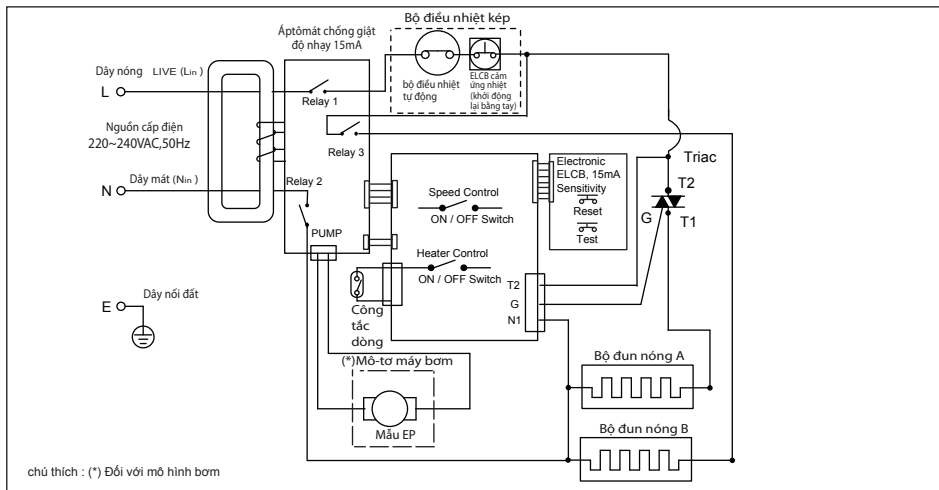 Bộ điều nhiệt kép
Áptômát chống giật
độ nhạy 15mA
Dây nóng LIVE (Lin)
L
Relay 1
bộ điều nhiệt
tự động
ELCB cảm
ứng nhiệt
(khởi động
lại bằng tay)
Nguồn cấp điện
220~240VAC,50Hz
Relay 3
Dây mát (Nin)
N
Relay 2
PUMP
Speed Control
ON / OFF Switch
Heater Control
ON / OFF Switch
Electronic
ELCB, 15mA
Sensitivity
Reset
Test
Triac
T2
G
T1
T2
G
N1
Dây nối đất
E
Công
tắc
dòng
(*)Mô-tơ máy bơm
Mẫu EP
Bộ đun nóng A
Bộ đun nóng B
chú thích : (*) Đối với mô hình bơm